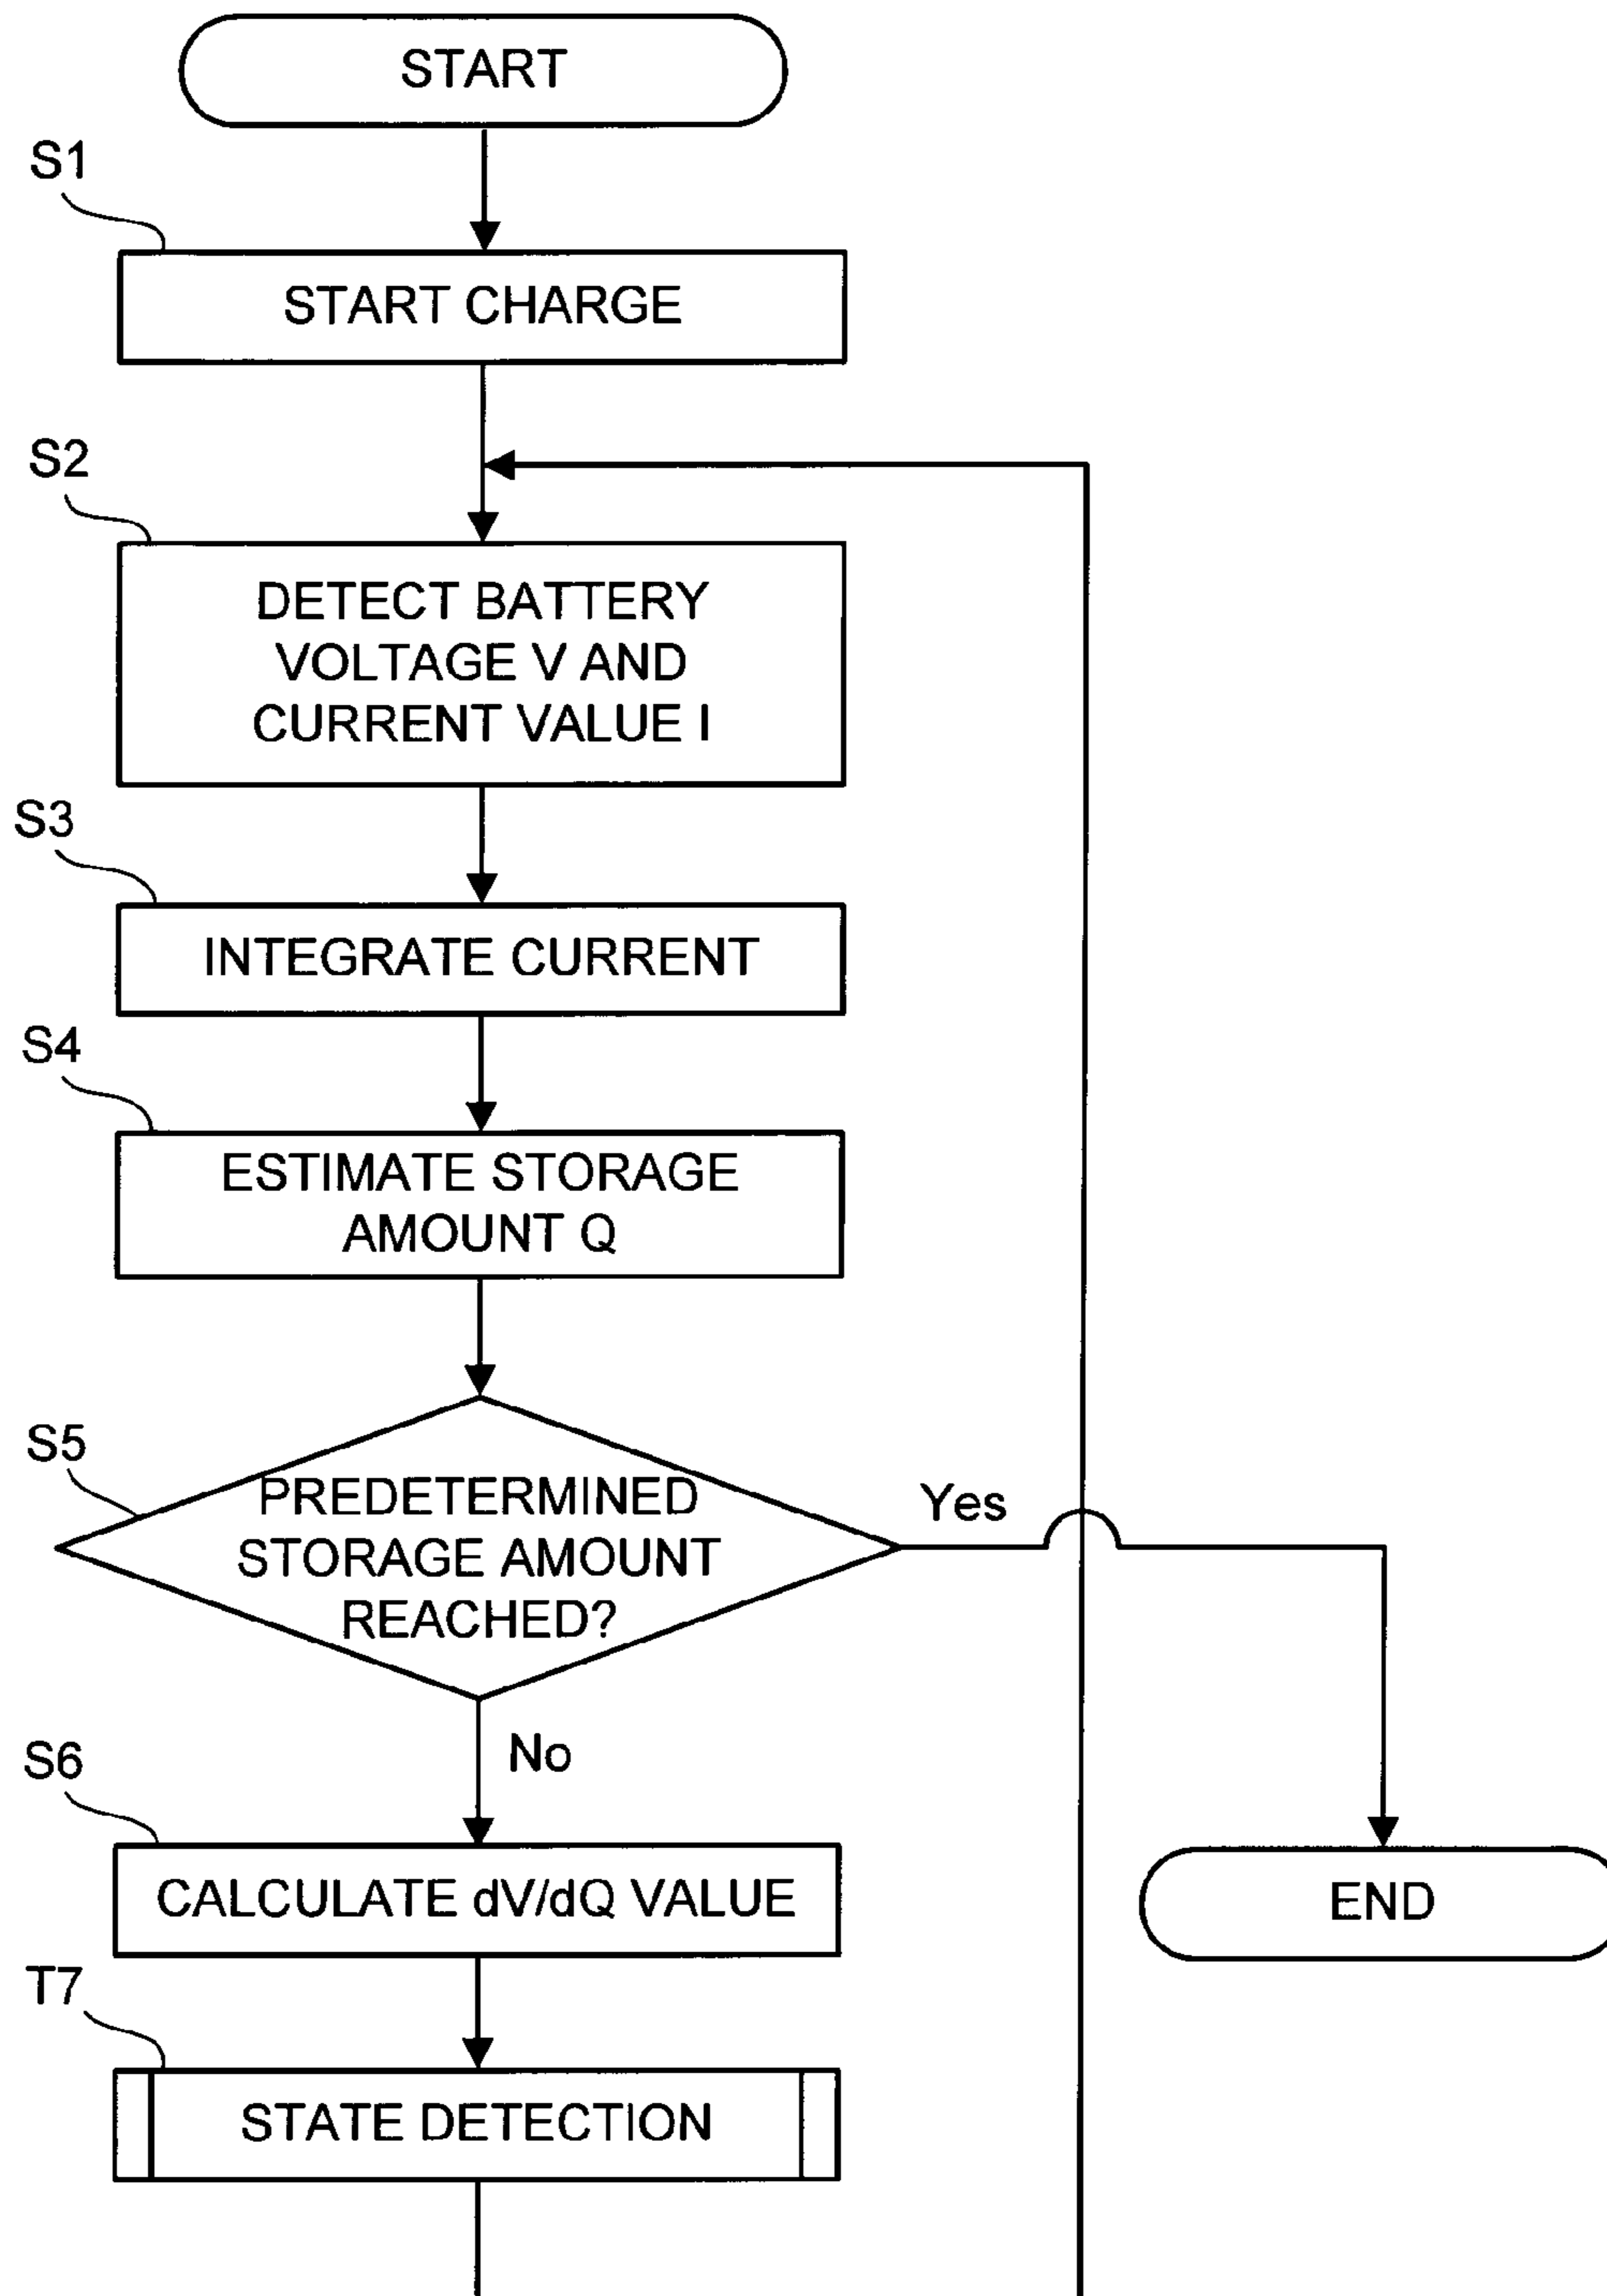 START
S1
START CHARGE
S2
DETECT BATTERY
VOLTAGE V AND
CURRENT VALUE I
S3
INTEGRATE CURRENT
S4
ESTIMATE STORAGE
AMOUNT Q
S5
PREDETERMINED
STORAGE AMOUNT
REACHED?
Yes
No
S6
CALCULATE dV/dQ VALUE
END
T7
STATE DETECTION